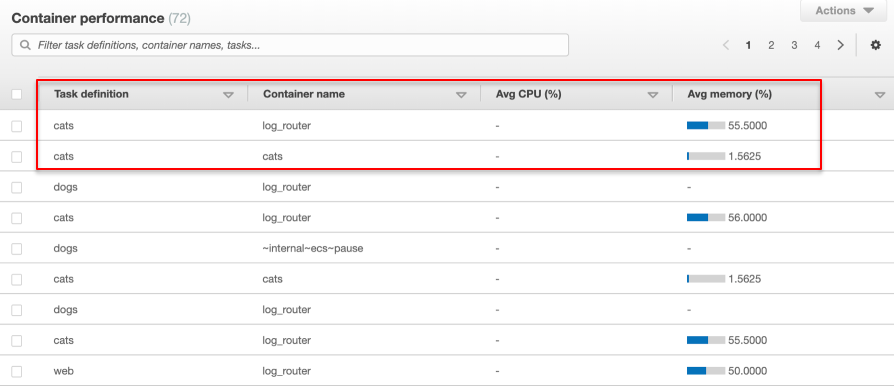 Container performance (72)
Actions
Filter task definitions, container names, tasks...
1 2 3 4
Task definition Container name Avg CPU (%) Avg memory (%)
cats log_router - 55.5000
cats cats - 1.5625
dogs log_router - -
cats log_router - 56.0000
dogs ~internal~ecs~pause - -
cats cats - 1.5625
dogs log_router - -
cats log_router - 55.5000
web log_router - 50.0000